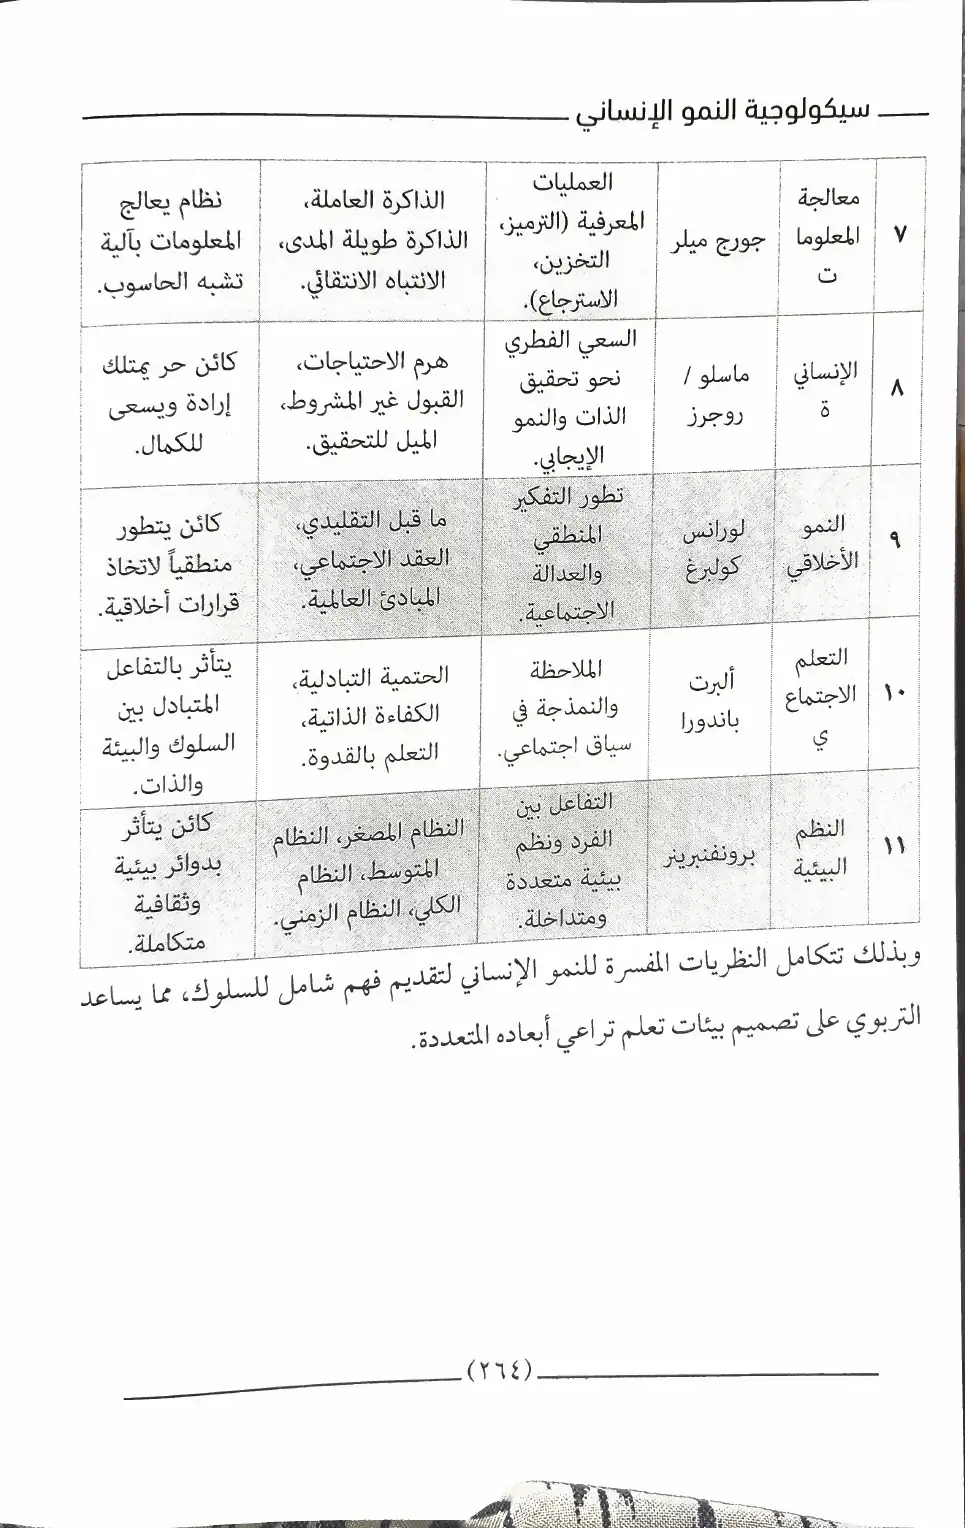 سيكولوجية النمو الإنساني
٧
معالجة
المعلوما
ت
جورج ميلر
العمليات
المعرفية (الترميز،
التخزين،
الاسترجاع).
الذاكرة العاملة،
الذاكرة طويلة المدى،
الانتباه الانتقائي.
نظام يعالج
المعلومات بآلية
تشبه الحاسوب.
٨
الإنساني
ة
ماسلو /
روجرز
السعي الفطري
نحو تحقيق
الذات والنمو
الإيجابي.
هرم الاحتياجات،
القبول غير المشروط،
الميل للتحقيق.
كائن حر يمتلك
إرادة ويسعى
للكمال.
٩
النمو
الأخلاقي
لورانس
كولبرغ
تطور التفكير
المنطقي
والعدالة
الاجتماعية.
ما قبل التقليدي،
العقد الاجتماعي،
المبادئ العالمية.
كائن يتطور
منطقياً لاتخاذ
قرارات أخلاقية.
١٠
التعلم
الاجتماع
ي
ألبرت
باندورا
الملاحظة
والنمذجة في
سياق اجتماعي.
الحتمية التبادلية،
الكفاءة الذاتية،
التعلم بالقدوة.
يتأثر بالتفاعل
المتبادل بين
السلوك والبيئة
والذات.
١١
النظم
البيئية
برونفنبرينر
التفاعل بين
الفرد ونظم
بيئية متعددة
ومتداخلة.
النظام المصغر، النظام
المتوسط، النظام
الكلي، النظام الزمني.
كائن يتأثر
بدوائر بيئية
وثقافية
متكاملة.
وبذلك تتكامل النظريات المفسرة للنمو الإنساني لتقديم فهم شامل للسلوك، مما يساعد
التربوي على تصميم بيئات تعلم تراعي أبعاده المتعددة.
(٢٦٤)